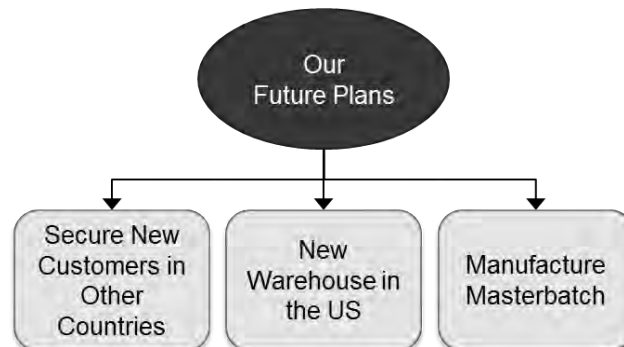 Our
Future Plans
Secure New
Customers in
Other
Countries
New
Warehouse in
the US
Manufacture
Masterbatch